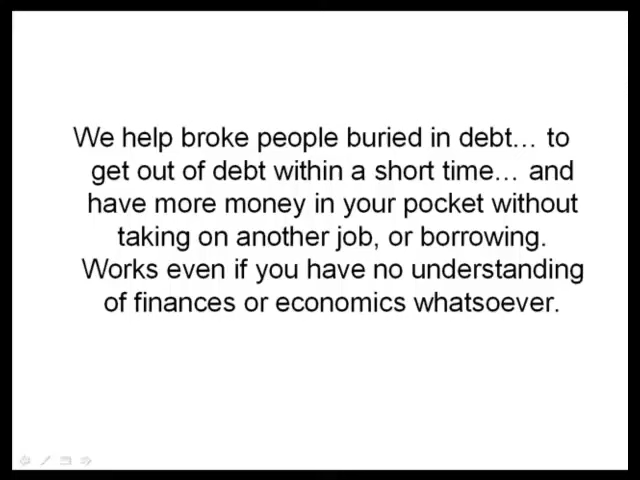 We help broke people buried in debt... to
get out of debt within a short time... and
have more money in your pocket without
taking on another job, or borrowing.
Works even if you have no understanding
of finances or economics whatsoever.